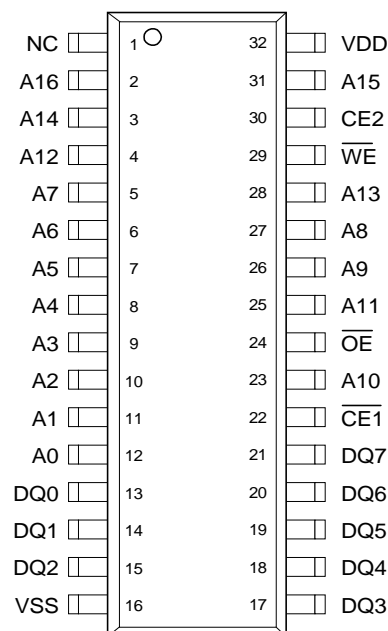 NC 1 32 VDD
A16 2 31 A15
A14 3 30 CE2
A12 4 29 W̅E̅
A7 5 28 A13
A6 6 27 A8
A5 7 26 A9
A4 8 25 A11
A3 9 24 O̅E̅
A2 10 23 A10
A1 11 22 C̅E̅1̅
A0 12 21 DQ7
DQ0 13 20 DQ6
DQ1 14 19 DQ5
DQ2 15 18 DQ4
VSS 16 17 DQ3